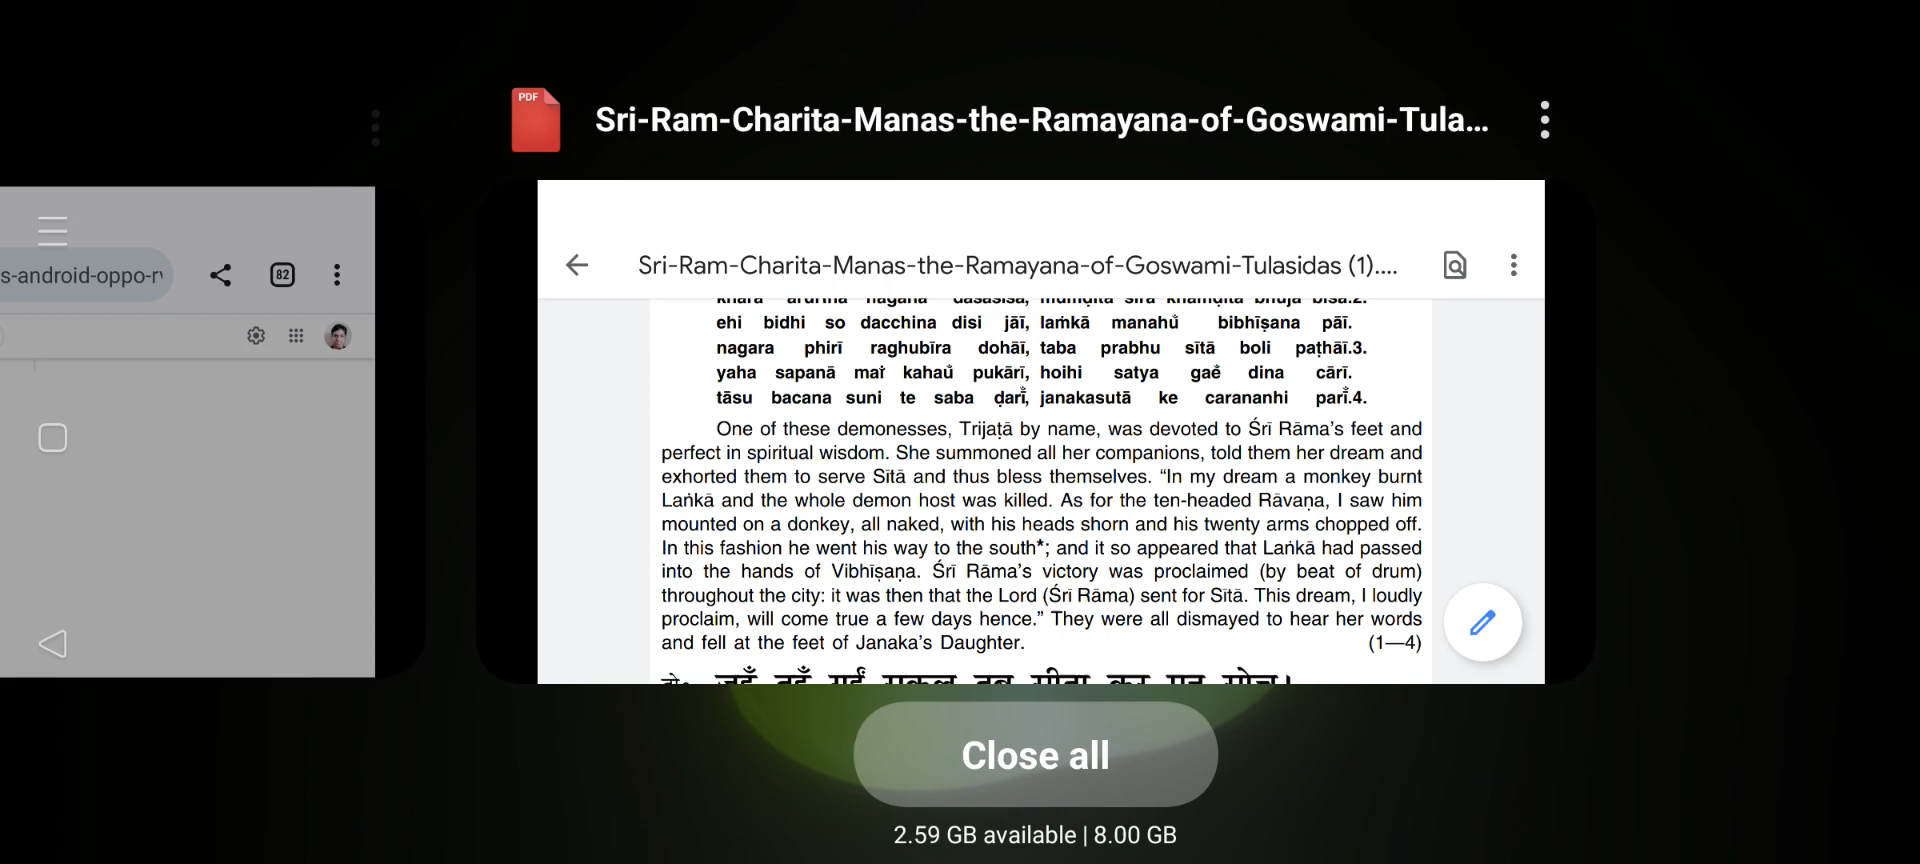 PDF
Sri-Ram-Charita-Manas-the-Ramayana-of-Goswami-Tula...
s-android-oppo-r
82
Sri-Ram-Charita-Manas-the-Ramayana-of-Goswami-Tulasidas (1)....
ehi bidhi so dacchina disi jāī, laṁkā manahuँ bibhīṣana pāī.
nagara phirī raghubīra dohāī, taba prabhu sītā boli paṭhāī.3.
yaha sapanā maiँ kahauँ pukārī, hoihi satya gaeँ dina cārī.
tāsu bacana suni te saba ḍarīँ, janakasutā ke carananhi parīँ.4.
One of these demonesses, Trijaṭā by name, was devoted to Śrī Rāma's feet and
perfect in spiritual wisdom. She summoned all her companions, told them her dream and
exhorted them to serve Sītā and thus bless themselves. "In my dream a monkey burnt
Laṅkā and the whole demon host was killed. As for the ten-headed Rāvaṇa, I saw him
mounted on a donkey, all naked, with his heads shorn and his twenty arms chopped off.
In this fashion he went his way to the south*; and it so appeared that Laṅkā had passed
into the hands of Vibhīṣaṇa. Śrī Rāma's victory was proclaimed (by beat of drum)
throughout the city: it was then that the Lord (Śrī Rāma) sent for Sītā. This dream, I loudly
proclaim, will come true a few days hence." They were all dismayed to hear her words
and fell at the feet of Janaka's Daughter. (1—4)
Close all
2.59 GB available | 8.00 GB